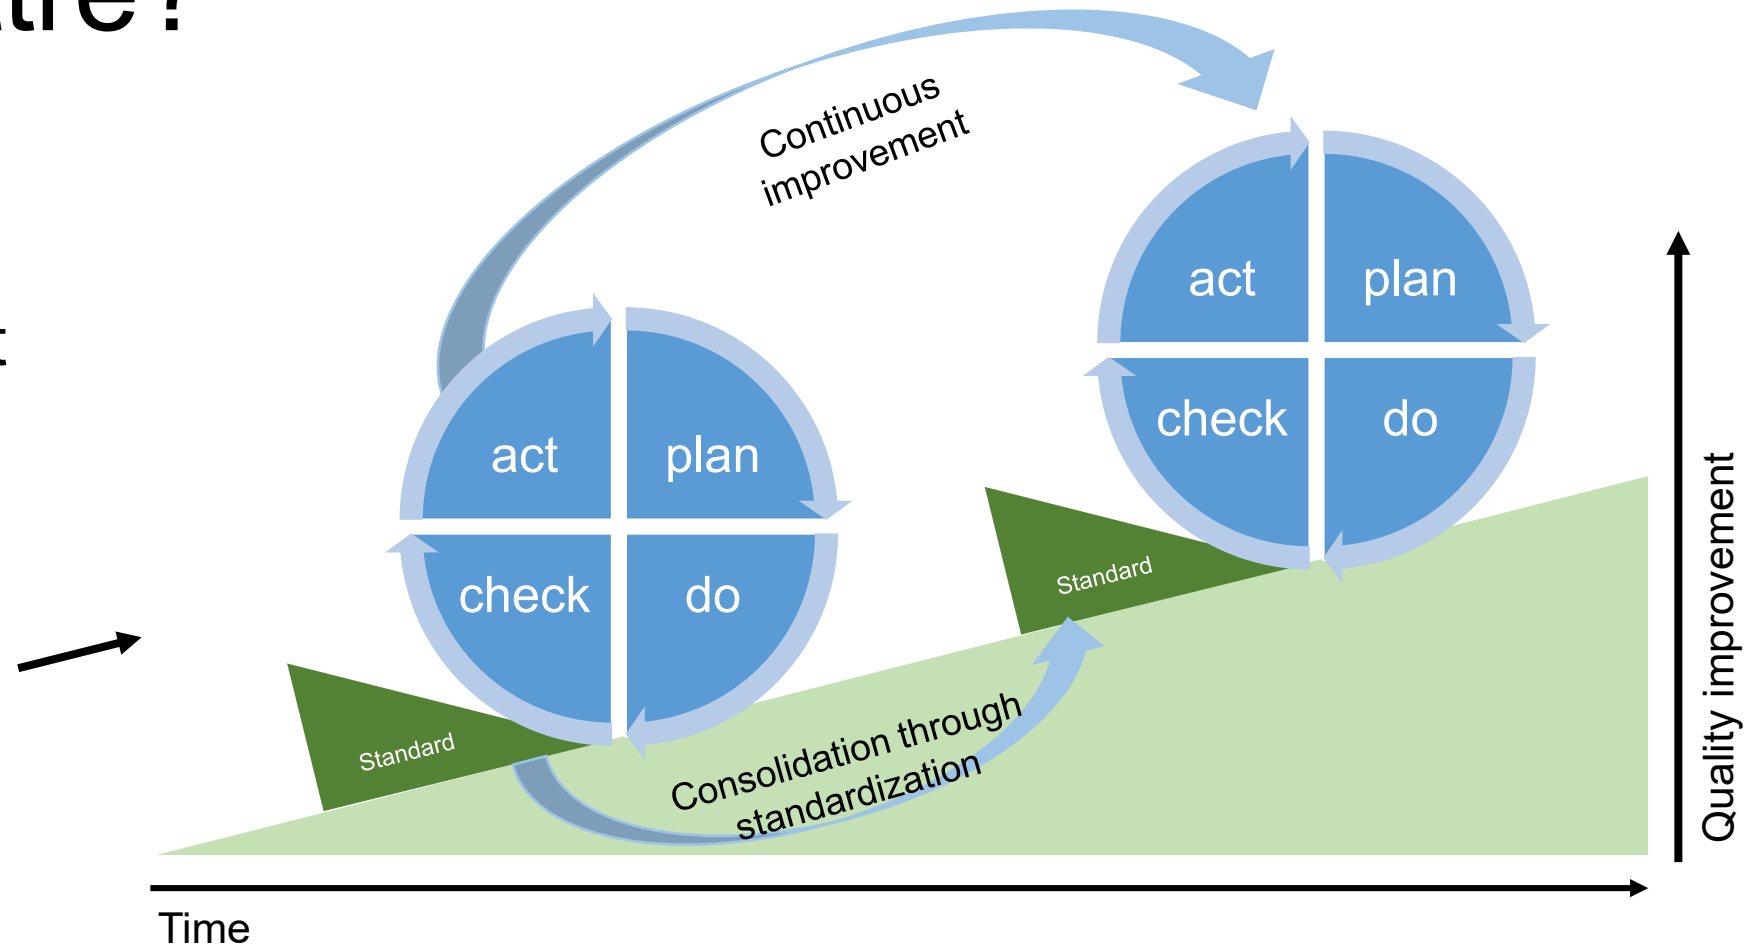 Continuous
improvement
act
plan
check
do
Standard
act
plan
check
do
Standard
Consolidation through
standardization
Quality improvement
Time